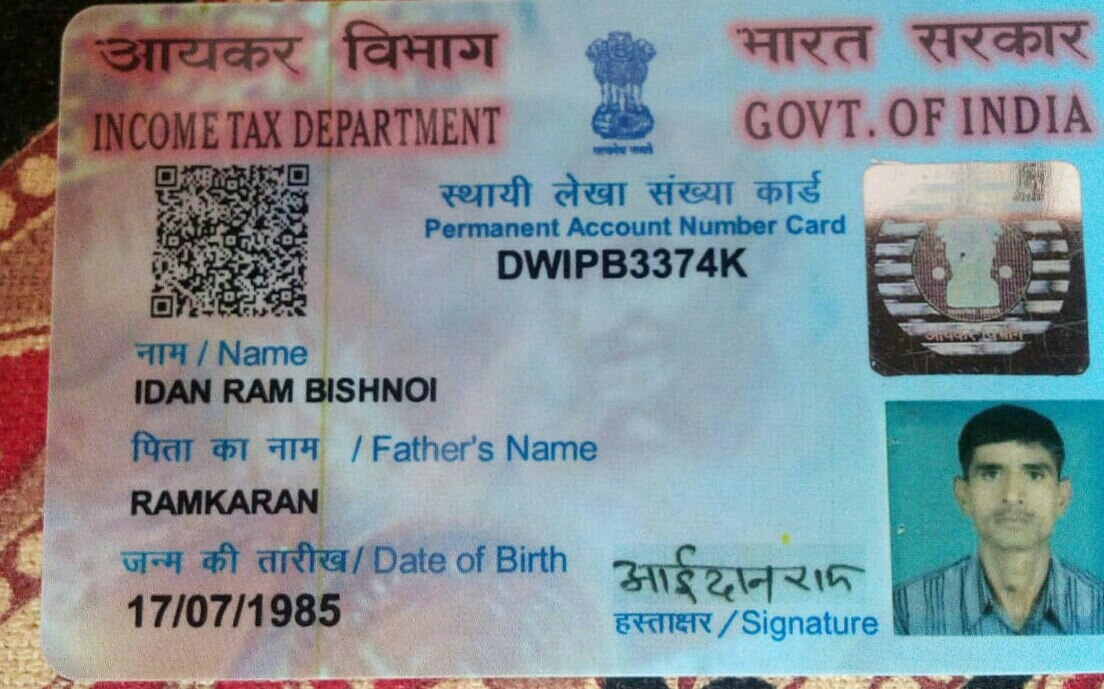 आयकर विभाग
INCOME TAX DEPARTMENT
भारत सरकार
GOVT. OF INDIA
सत्यमेव जयते
स्थायी लेखा संख्या कार्ड
Permanent Account Number Card
DWIPB3374K
नाम / Name
IDAN RAM BISHNOI
पिता का नाम / Father's Name
RAMKARAN
जन्म की तारीख/ Date of Birth
17/07/1985
आईदानराम
हस्ताक्षर / Signature
आयकर विभाग